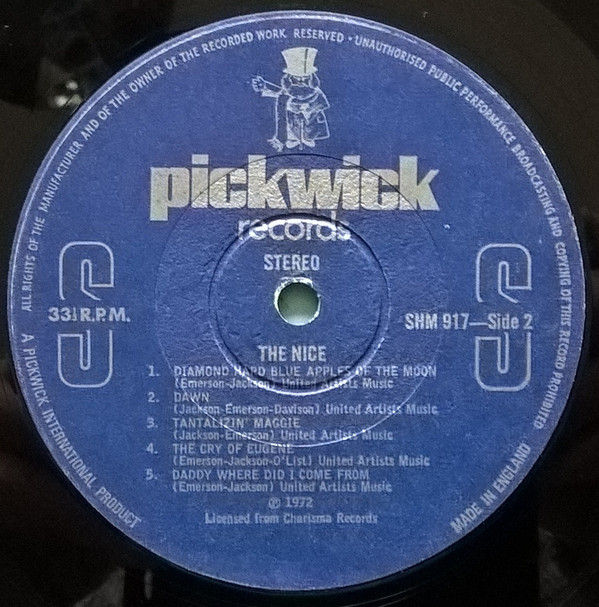 ALL RIGHTS OF THE MANUFACTURER AND OF THE OWNER OF THE RECORDED WORK RESERVED · UNAUTHORISED PUBLIC PERFORMANCE BROADCASTING AND COPYING OF THIS RECORD PROHIBITED
pickwick
records
STEREO
S S
33⅓ R.P.M.
SHM 917—Side 2
THE NICE
1. DIAMOND HARD BLUE APPLES OF THE MOON
(Emerson-Jackson) United Artists Music
2. DAWN
(Jackson-Emerson-Davison) United Artists Music
3. TANTALIZIN' MAGGIE
(Jackson-Emerson) United Artists Music
4. THE CRY OF EUGENE
(Emerson-Jackson-O'List) United Artists Music
5. DADDY WHERE DID I COME FROM
(Emerson-Jackson) United Artists Music
℗ 1972
Licensed from Charisma Records
A PICKWICK INTERNATIONAL PRODUCT
MADE IN ENGLAND